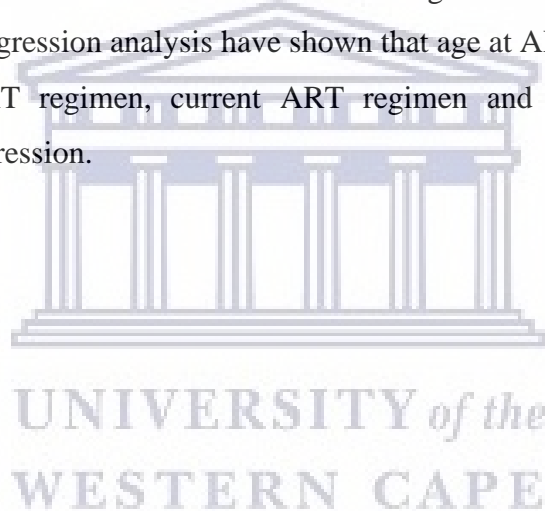 gression analysis have shown that age at A
T regimen, current ART regimen and
ression.
UNIVERSITY of the
WESTERN CAPE